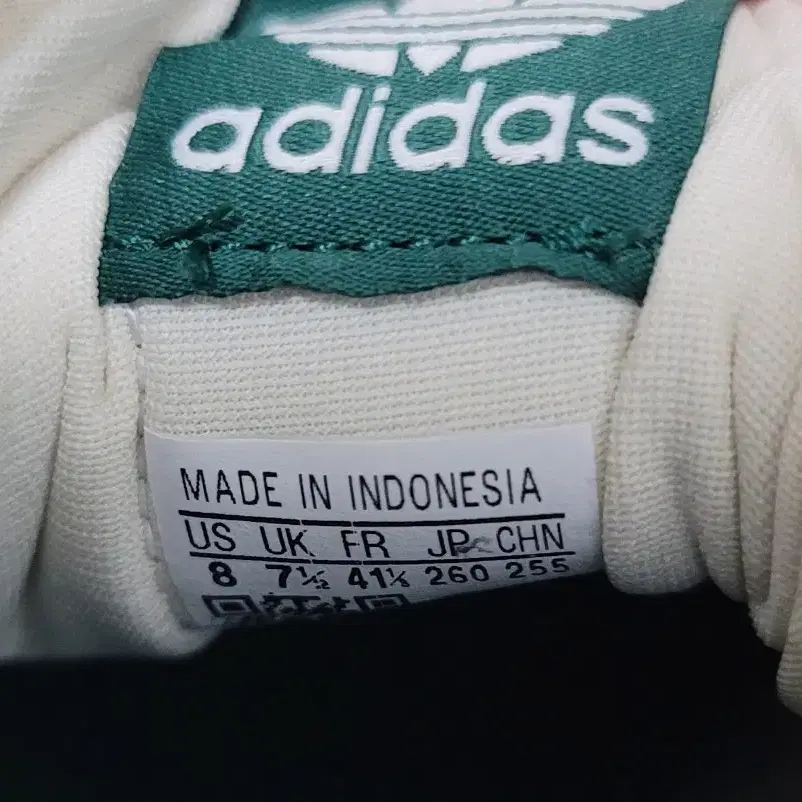 adidas
MADE IN INDONESIA
US UK FR JP CHN
8 7½ 41⅓ 260 255